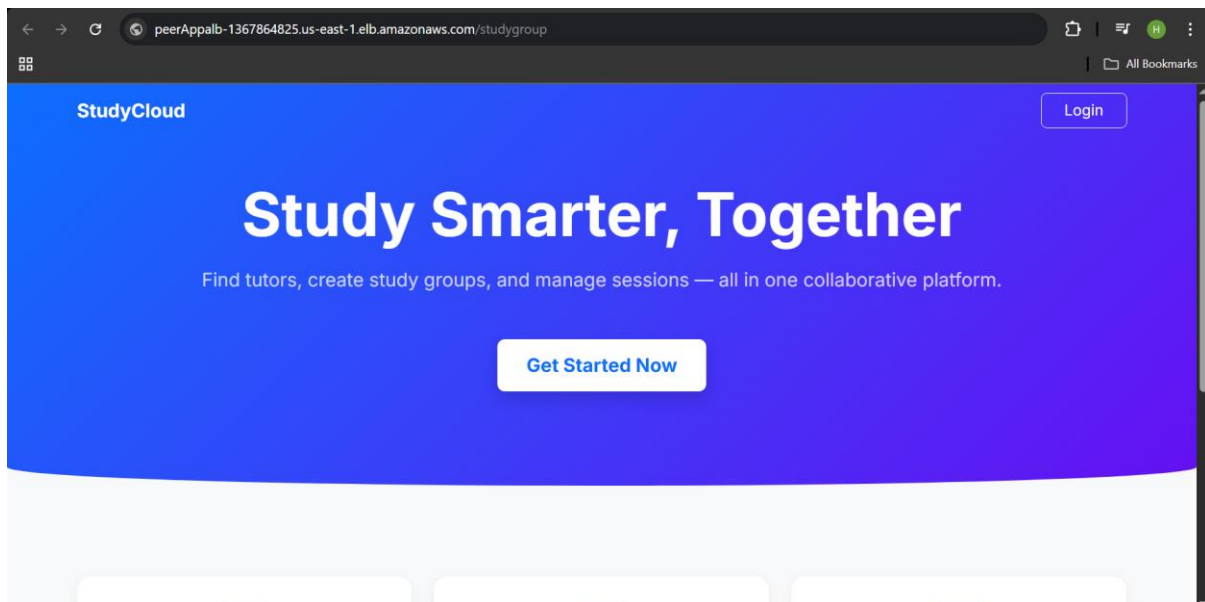 peerAppalb-1367864825.us-east-1.elb.amazonaws.com/studygroup
H
All Bookmarks
StudyCloud
Login
Study Smarter, Together
Find tutors, create study groups, and manage sessions — all in one collaborative platform.
Get Started Now